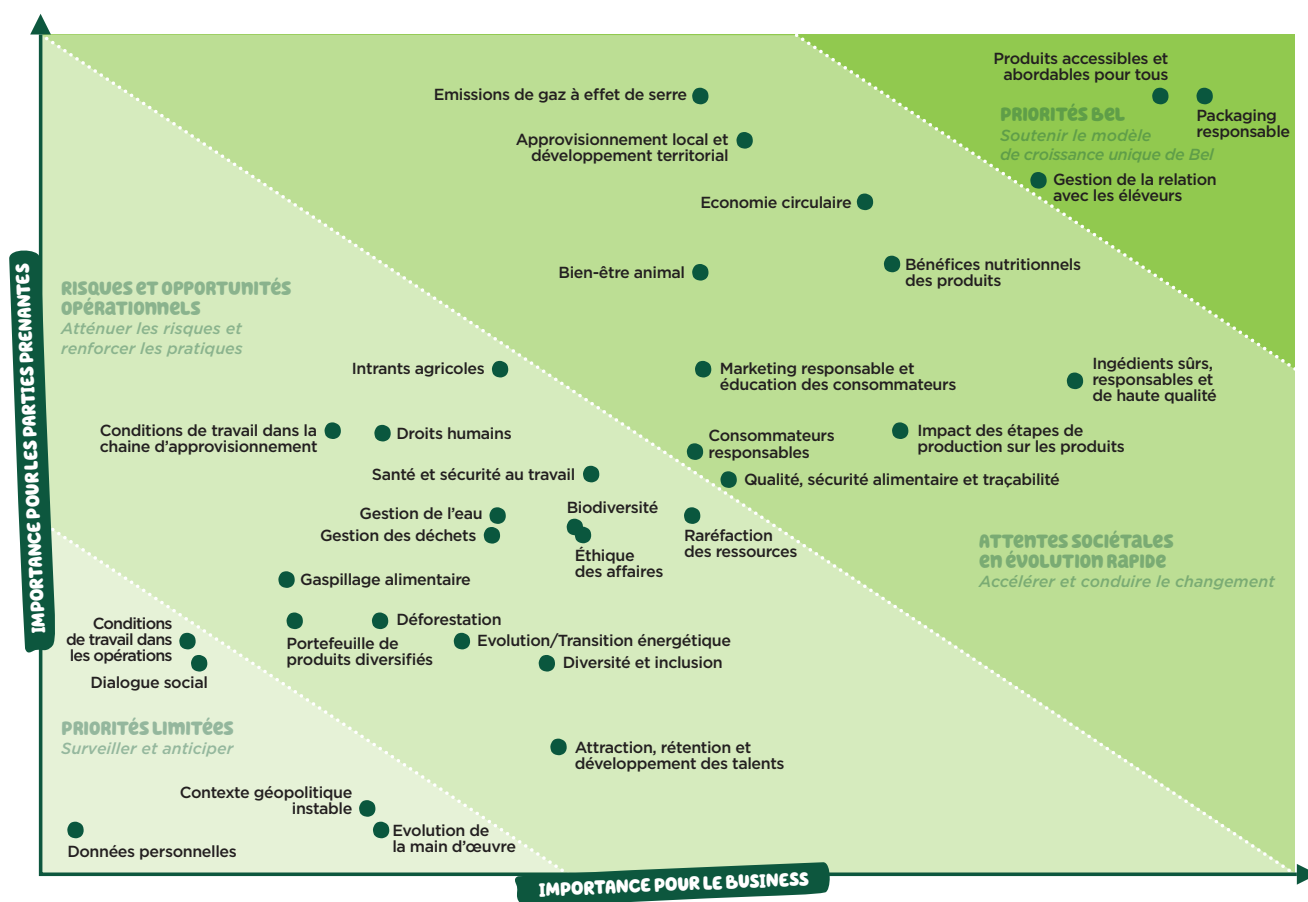 Produits accessibles et
abordables pour tous
Emissions de gaz à effet de serre
PRIORITÉS BEL
Soutenir le modèle
de croissance unique de Bel
Packaging
responsable
Approvisionnement local et
développement territorial
Gestion de la relation
avec les éléveurs
Economie circulaire
Bien-être animal
Bénéfices nutritionnels
des produits
IMPORTANCE POUR LES PARTIES PRENANTES
RISQUES ET OPPORTUNITÉS
OPÉRATIONNELS
Atténuer les risques et
renforcer les pratiques
Intrants agricoles
Marketing responsable et
éducation des consommateurs
Ingédients sûrs,
responsables et
de haute qualité
Conditions de travail dans la
chaine d'approvisionnement
Droits humains
Consommateurs
responsables
Impact des étapes de
production sur les produits
Santé et sécurité au travail
Qualité, sécurité alimentaire et traçabilité
Gestion de l'eau
Biodiversité
Gestion des déchets
Raréfaction
des ressources
Éthique
des affaires
ATTENTES SOCIÉTALES
EN ÉVOLUTION RAPIDE
Accélérer et conduire le changement
Gaspillage alimentaire
Conditions
de travail dans
les opérations
Déforestation
Portefeuille de
produits diversifiés
Evolution/Transition énergétique
Diversité et inclusion
Dialogue social
PRIORITÉS LIMITÉES
Surveiller et anticiper
Attraction, rétention et
développement des talents
Contexte géopolitique
instable
Evolution de
la main d'œuvre
Données personnelles
IMPORTANCE POUR LE BUSINESS